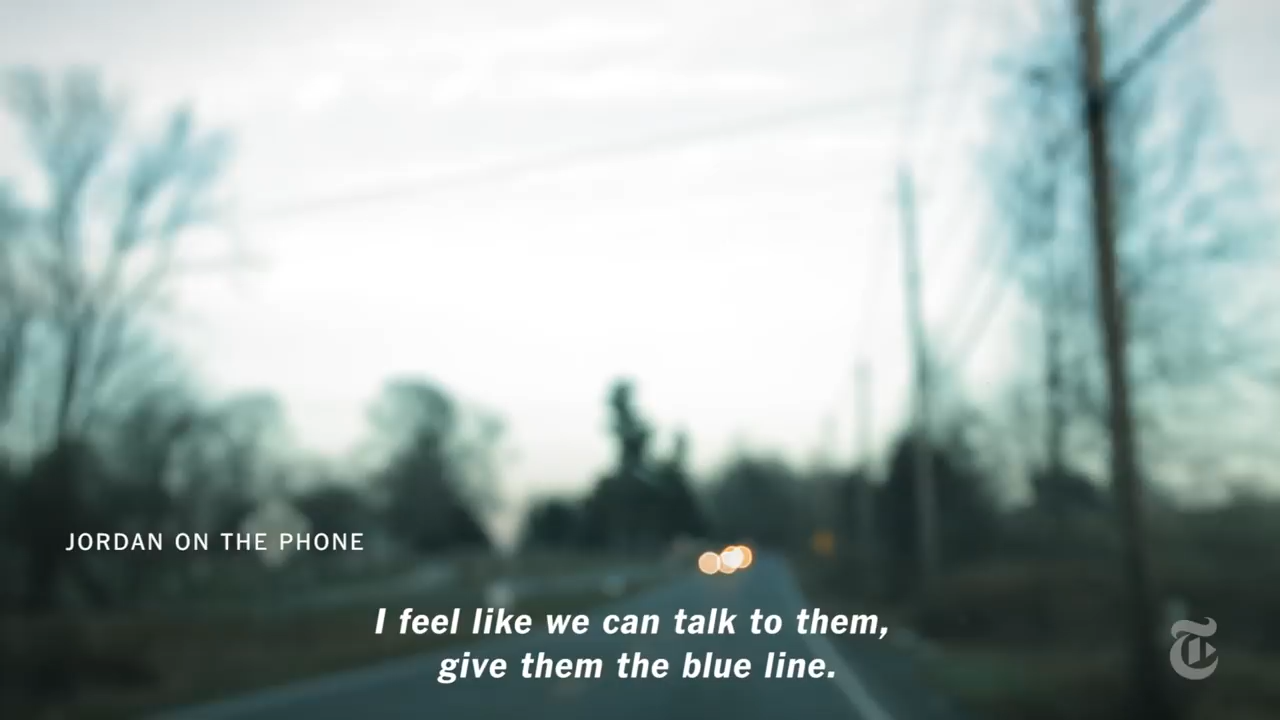 JORDAN ON THE PHONE
I feel like we can talk to them,
give them the blue line.